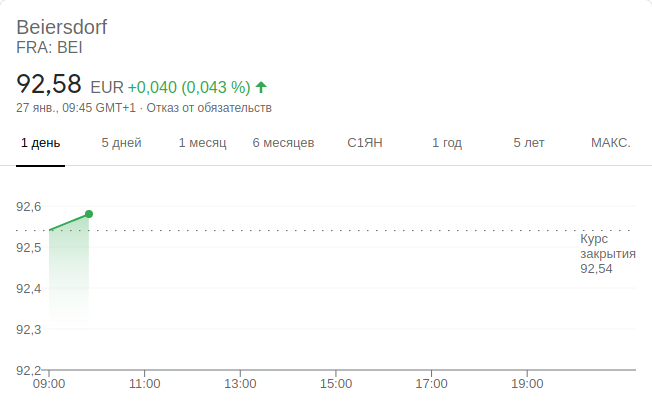 Beiersdorf
FRA: BEI
92,58 EUR +0,040 (0,043 %)
27 янв., 09:45 GMT+1 · Отказ от обязательств
1 день 5 дней 1 месяц 6 месяцев С1ЯН 1 год 5 лет МАКС.
92,6
92,5
92,4
92,3
92,2
Курс
закрытия
92,54
09:00 11:00 13:00 15:00 17:00 19:00